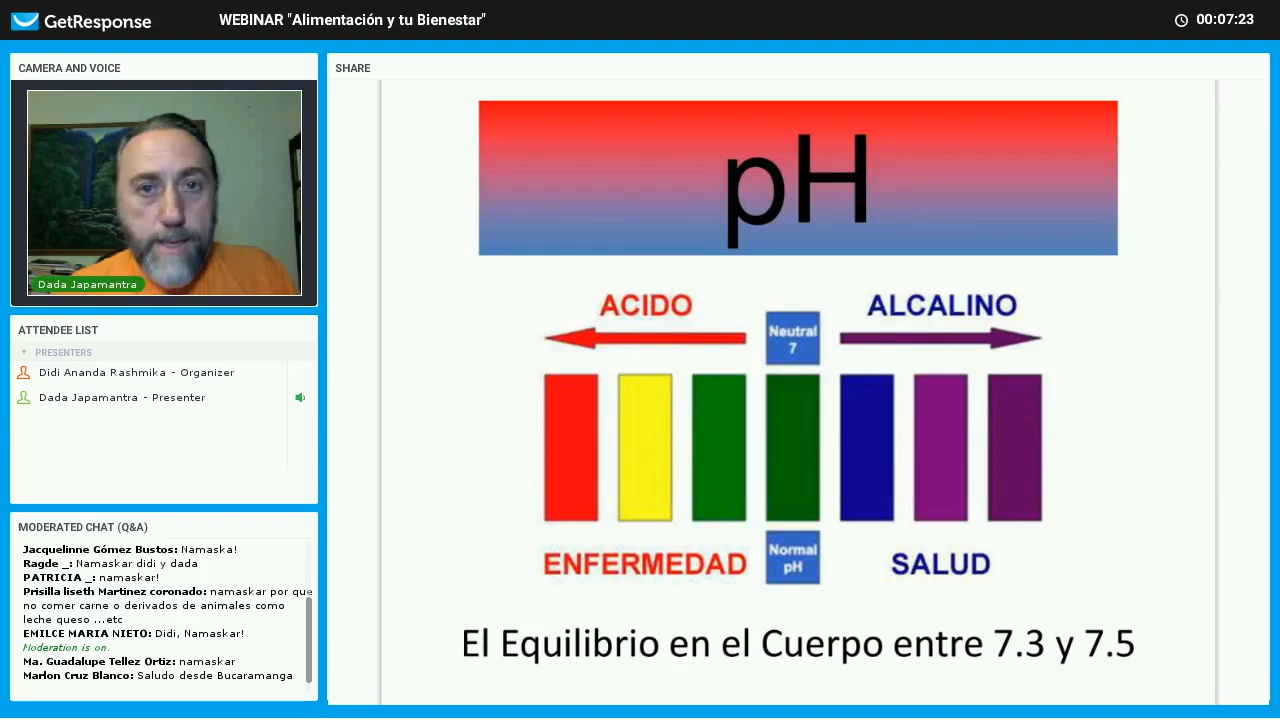 GetResponse
WEBINAR "Alimentación y tu Bienestar"
00:07:23
CAMERA AND VOICE
Dada Japamantra
ATTENDEE LIST
PRESENTERS
Didi Ananda Rashmika - Organizer
Dada Japamantra - Presenter
MODERATED CHAT (Q&A)
Jacquelinne Gómez Bustos: Namaska!
Ragde _: Namaskar didi y dada
PATRICIA _: namaskar!
Prisilla liseth Martinez coronado: namaskar por que
no comer carne o derivados de animales como
leche queso ...etc
EMILCE MARIA NIETO: Didi, Namaskar!
Moderation is on.
Ma. Guadalupe Tellez Ortiz: namaskar
Marlon Cruz Blanco: Saludo desde Bucaramanga
SHARE
pH
ACIDO
Neutral
7
ALCALINO
ENFERMEDAD
Normal
pH
SALUD
El Equilibrio en el Cuerpo entre 7.3 y 7.5